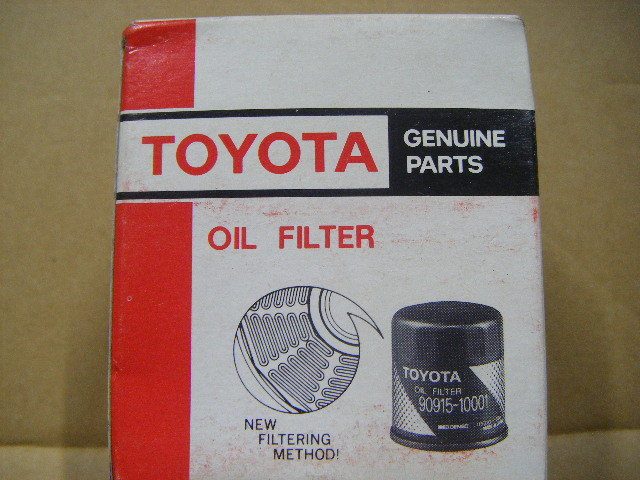 TOYOTA
GENUINE
PARTS
OIL FILTER
TOYOTA
OIL FILTER
90915-10001
NEW
FILTERING
METHOD!